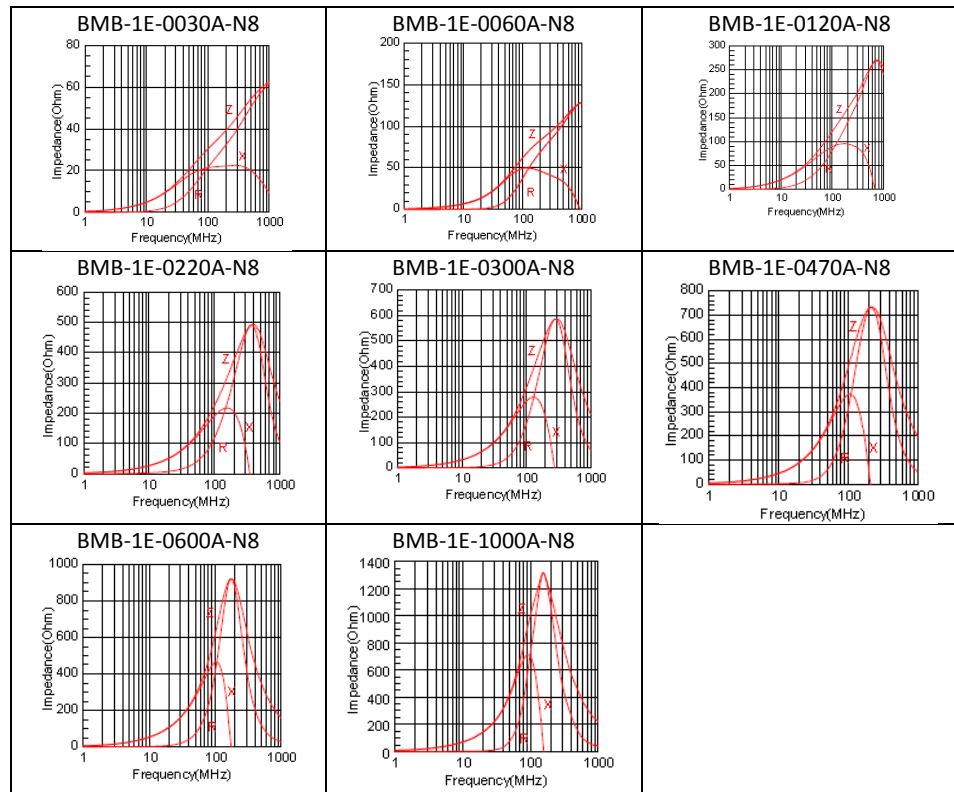 BMB-1E-0030A-N8
80
60
40
20
0
Impedance(Ohm)
Z
X
R
1 10 100 1000
Frequency(MHz)
BMB-1E-0060A-N8
200
150
100
50
0
Impedance(Ohm)
Z
X
R
1 10 100 1000
Frequency(MHz)
BMB-1E-0120A-N8
300
250
200
150
100
50
0
Impedance(Ohm)
Z
X
R
1 10 100 1000
Frequency(MHz)
BMB-1E-0220A-N8
600
500
400
300
200
100
0
Impedance(Ohm)
Z
X
R
1 10 100 1000
Frequency(MHz)
BMB-1E-0300A-N8
700
600
500
400
300
200
100
0
Impedance(Ohm)
Z
X
R
1 10 100 1000
Frequency(MHz)
BMB-1E-0470A-N8
800
700
600
500
400
300
200
100
0
Impedance(Ohm)
Z
X
R
1 10 100 1000
Frequency(MHz)
BMB-1E-0600A-N8
1000
800
600
400
200
0
Impedance(Ohm)
Z
X
R
1 10 100 1000
Frequency(MHz)
BMB-1E-1000A-N8
1400
1200
1000
800
600
400
200
0
Impedance(Ohm)
Z
X
R
1 10 100 1000
Frequency(MHz)